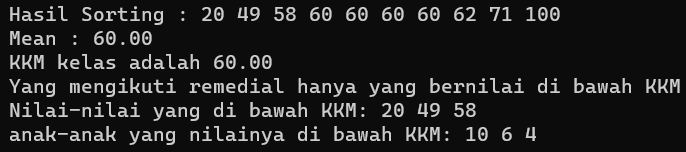 Hasil Sorting : 20 49 58 60 60 60 60 62 71 100
Mean : 60.00
KKM kelas adalah 60.00
Yang mengikuti remedial hanya yang bernilai di bawah KKM
Nilai-nilai yang di bawah KKM: 20 49 58
anak-anak yang nilainya di bawah KKM: 10 6 4